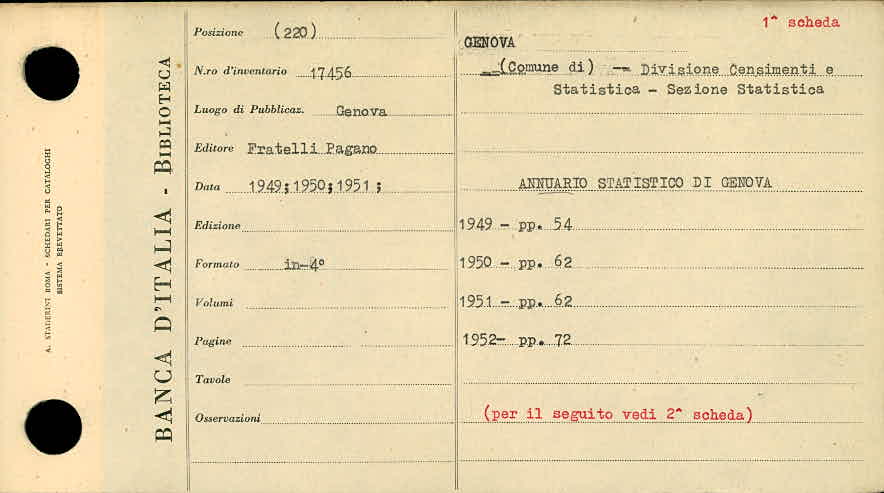 A. STADERINI ROMA - SCHEDARI PER CATALOGHI
SISTEMA BREVETTATO
BANCA D'ITALIA - BIBLIOTECA
Posizione (220)
N.ro d'inventario 17456
Luogo di Pubblicaz. Genova
Editore Fratelli Pagano
Data 1949;1950;1951 ;
Edizione
Formato in-4°
Volumi
Pagine
Tavole
Osservazioni
1^ scheda
GENOVA
(Comune di) -- Divisione Censimenti e
Statistica - Sezione Statistica
ANNUARIO STATISTICO DI GENOVA
1949 - pp. 54
1950 - pp. 62
1951 - pp. 62
1952- pp. 72
(per il seguito vedi 2^ scheda)